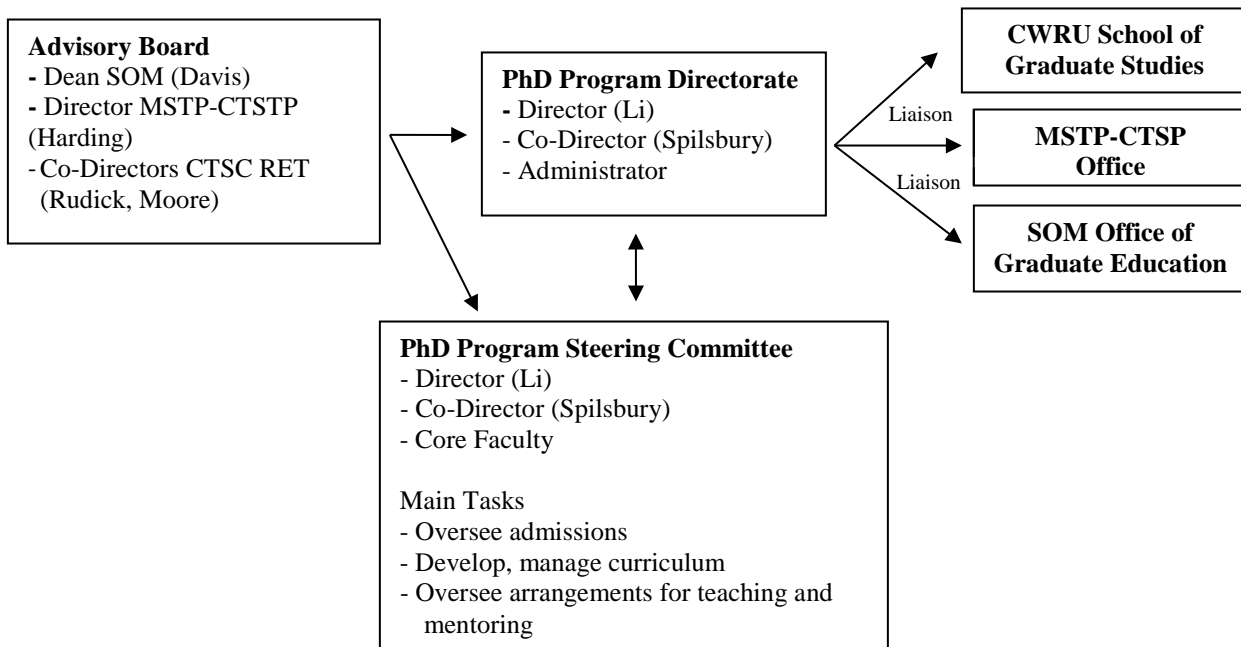 Advisory Board
- Dean SOM (Davis)
- Director MSTP-CTSTP
(Harding)
- Co-Directors CTSC RET
(Rudick, Moore)
PhD Program Directorate
- Director (Li)
- Co-Director (Spilsbury)
- Administrator
Liaison
Liaison
CWRU School of
Graduate Studies
MSTP-CTSP
Office
SOM Office of
Graduate Education
PhD Program Steering Committee
- Director (Li)
- Co-Director (Spilsbury)
- Core Faculty
Main Tasks
- Oversee admissions
- Develop, manage curriculum
- Oversee arrangements for teaching and
mentoring